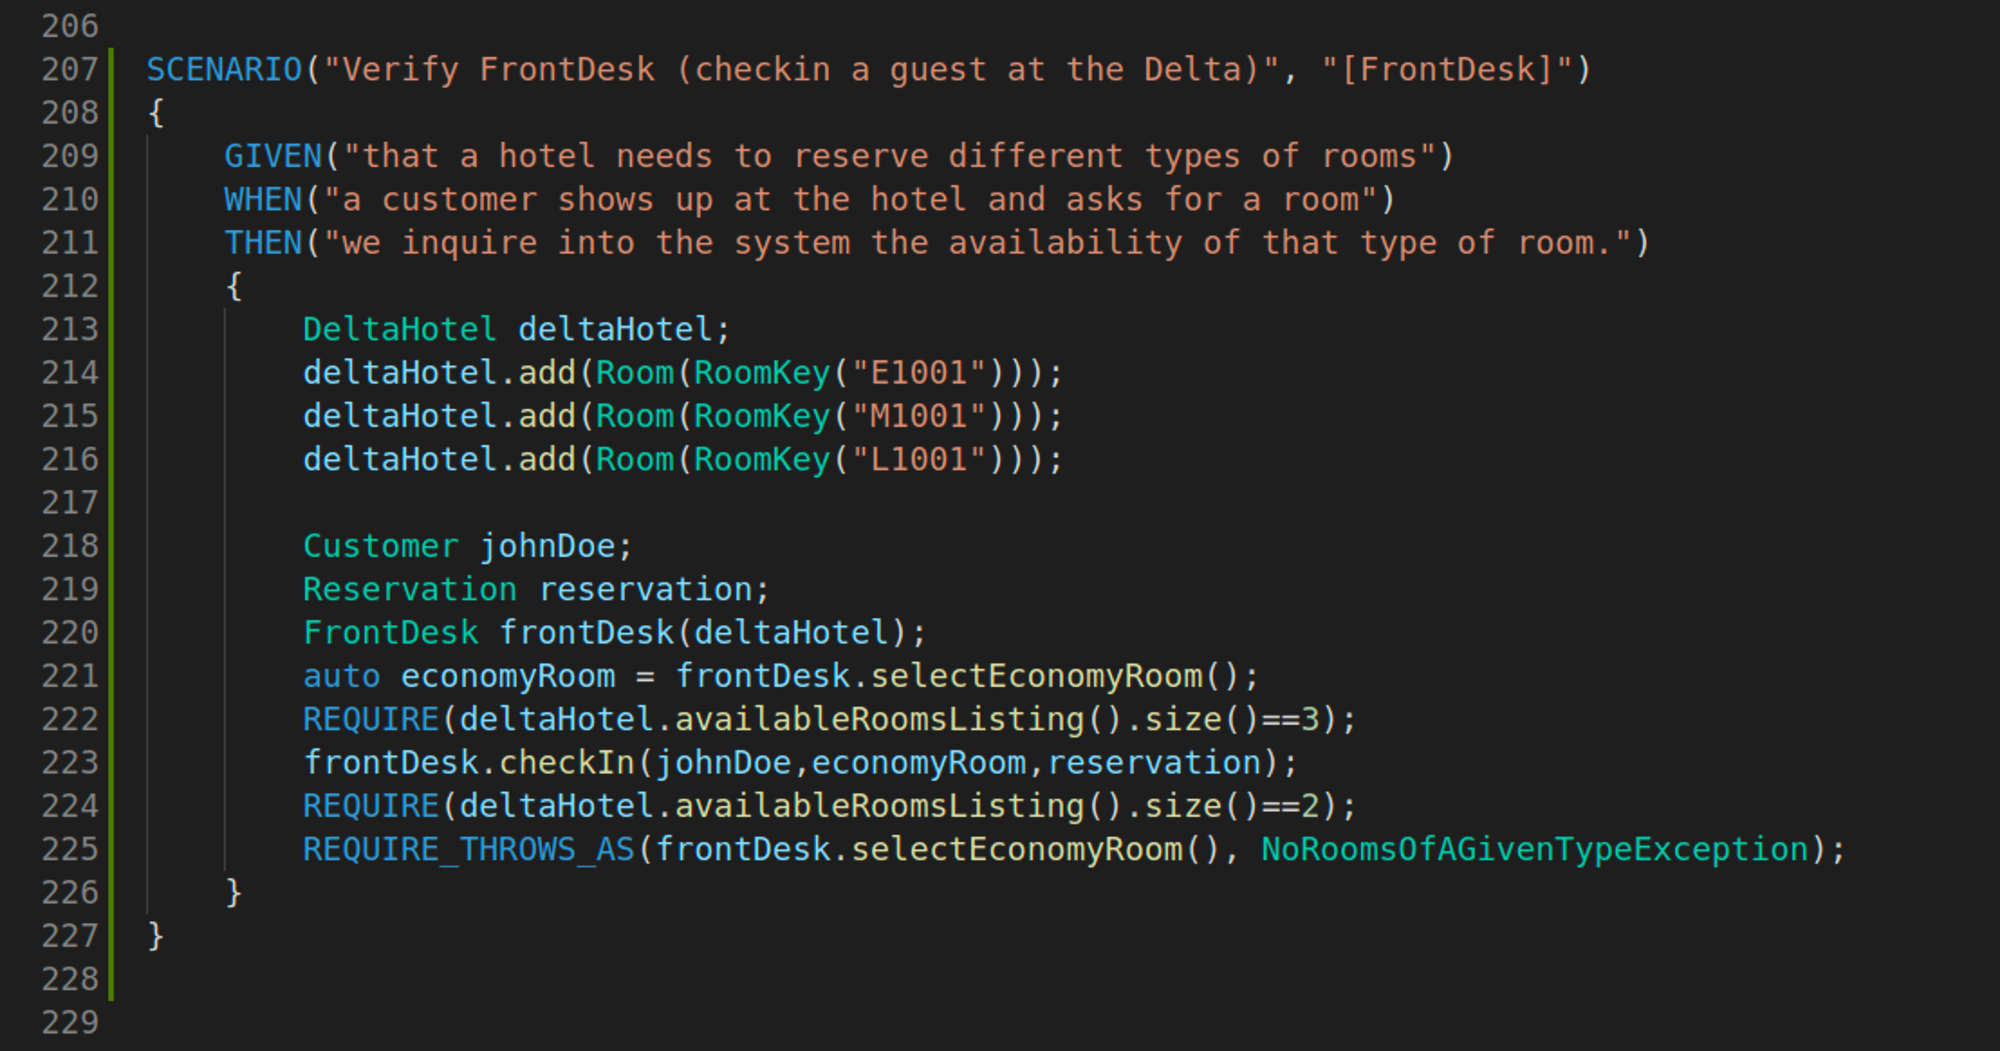 206
207 SCENARIO("Verify FrontDesk (checkin a guest at the Delta)", "[FrontDesk]")
208 {
209     GIVEN("that a hotel needs to reserve different types of rooms")
210     WHEN("a customer shows up at the hotel and asks for a room")
211     THEN("we inquire into the system the availability of that type of room.")
212     {
213         DeltaHotel deltaHotel;
214         deltaHotel.add(Room(RoomKey("E1001")));
215         deltaHotel.add(Room(RoomKey("M1001")));
216         deltaHotel.add(Room(RoomKey("L1001")));
217
218         Customer johnDoe;
219         Reservation reservation;
220         FrontDesk frontDesk(deltaHotel);
221         auto economyRoom = frontDesk.selectEconomyRoom();
222         REQUIRE(deltaHotel.availableRoomsListing().size()==3);
223         frontDesk.checkIn(johnDoe,economyRoom,reservation);
224         REQUIRE(deltaHotel.availableRoomsListing().size()==2);
225         REQUIRE_THROWS_AS(frontDesk.selectEconomyRoom(), NoRoomsOfAGivenTypeException);
226     }
227 }
228
229